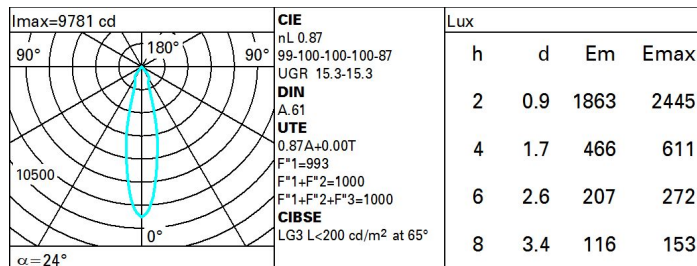 Imax=9781 cd
90° 180° 90°
10500
0°
α=24°
CIE
nL 0.87
99-100-100-100-87
UGR 15.3-15.3
DIN
A.61
UTE
0.87A+0.00T
F"1=993
F"1+F"2=1000
F"1+F"2+F"3=1000
CIBSE
LG3 L<200 cd/m² at 65°
Lux
h d Em Emax
2 0.9 1863 2445
4 1.7 466 611
6 2.6 207 272
8 3.4 116 153